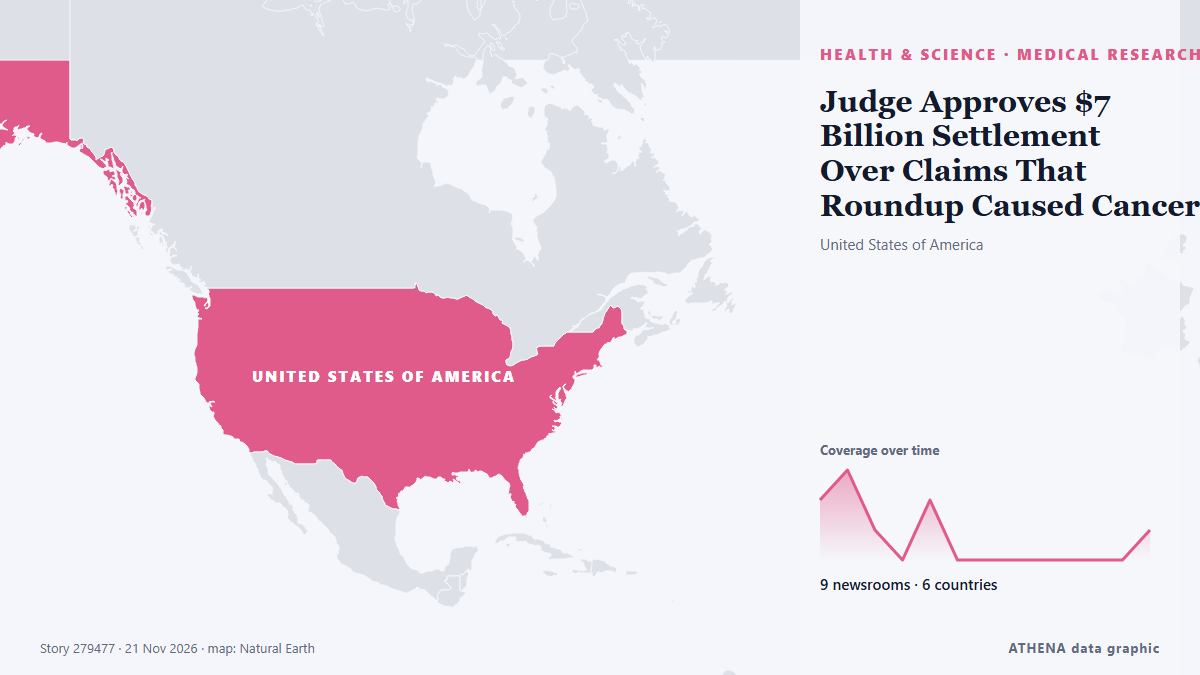 HEALTH & SCIENCE · MEDICAL RESEARCH
Judge Approves $7
Billion Settlement
Over Claims That
Roundup Caused Cancer
United States of America
UNITED STATES OF AMERICA
Coverage over time
9 newsrooms · 6 countries
Story 279477 · 21 Nov 2026 · map: Natural Earth
ATHENA data graphic